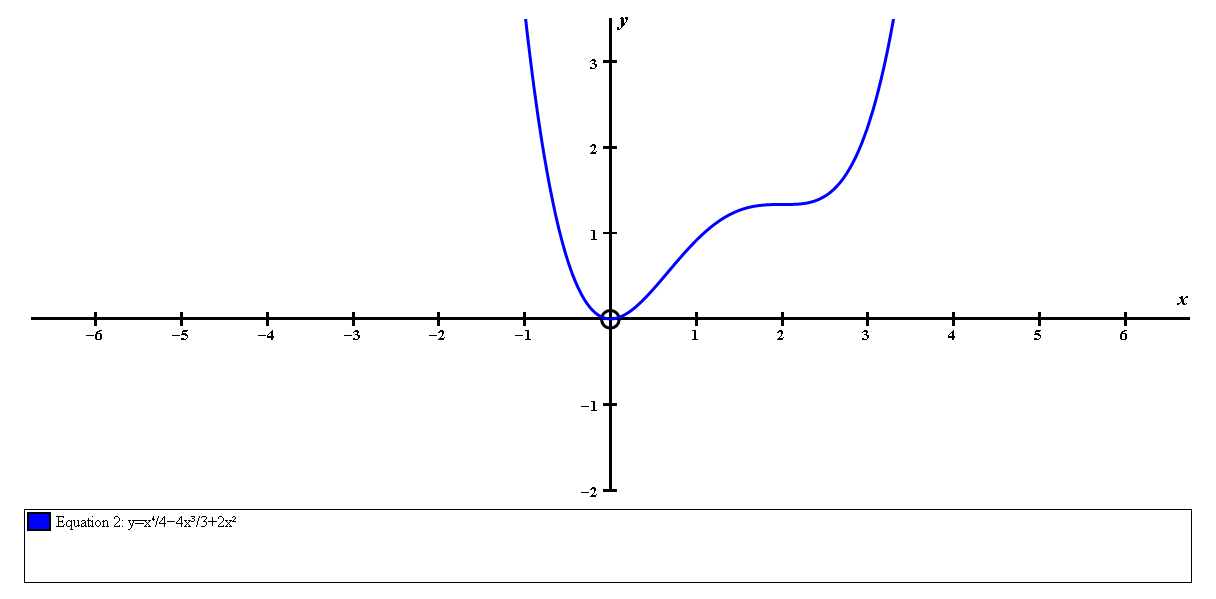 y
3
2
1
x
−6 −5 −4 −3 −2 −1 1 2 3 4 5 6
−1
−2
Equation 2: y=x⁴/4−4x³/3+2x²